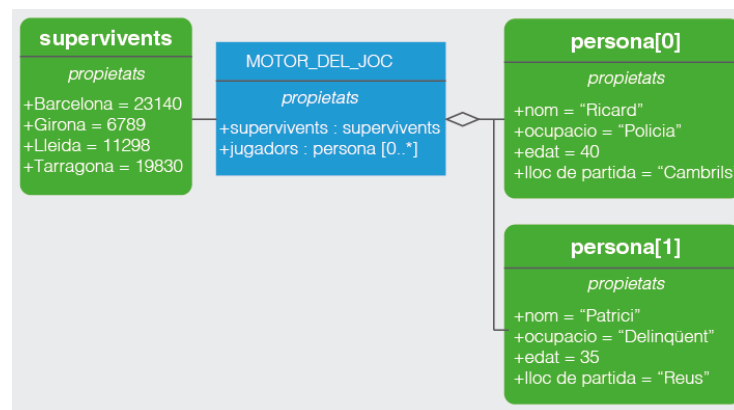 supervivents
propietats
+Barcelona = 23140
+Girona = 6789
+Lleida = 11298
+Tarragona = 19830
MOTOR_DEL_JOC
propietats
+supervivents : supervivents
+jugadors : persona [0..*]
persona[0]
propietats
+nom = “Ricard”
+ocupacio = “Policia”
+edat = 40
+lloc de partida = “Cambrils
persona[1]
propietats
+nom = “Patrici”
+ocupacio = “Delinqüent”
+edat = 35
+lloc de partida = “Reus”